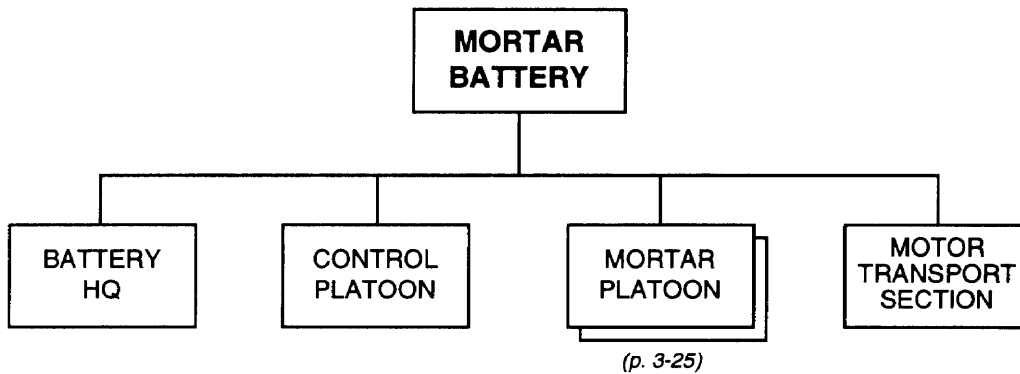 MORTAR
BATTERY
BATTERY
HQ
CONTROL
PLATOON
MORTAR
PLATOON
MOTOR
TRANSPORT
SECTION
(p. 3-25)